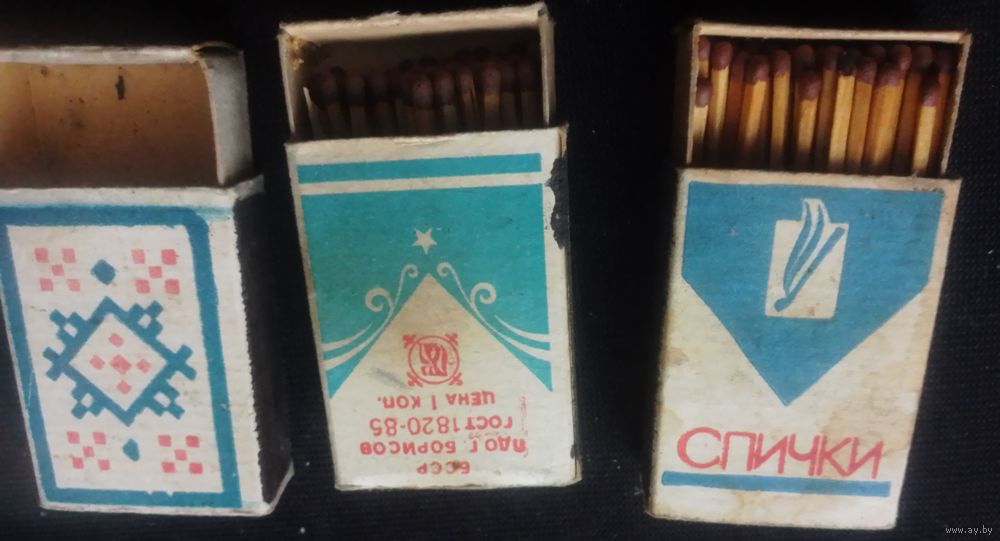 ЦЕНА 1 КОП.
ГОСТ 1820-85
ПДО Г. БОРИСОВ
БССР
СПИЧКИ
www.ay.by